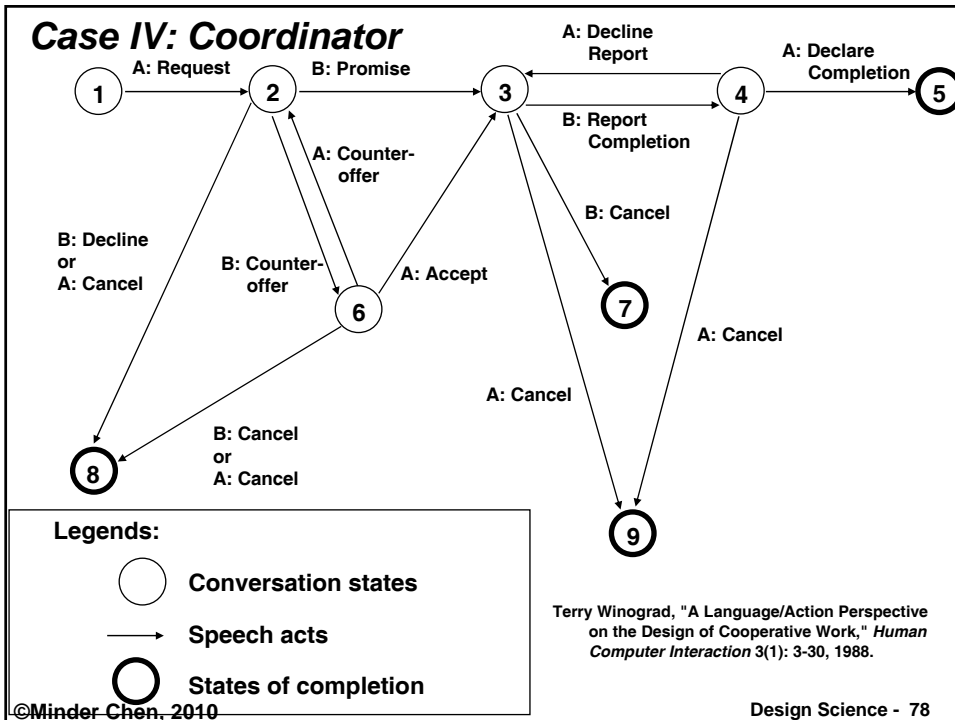 Case IV: Coordinator
A: Request
B: Promise
A: Decline
Report
A: Declare
Completion
1
2
3
4
5
B: Report
Completion
A: Counter-
offer
B: Cancel
B: Decline
or
A: Cancel
B: Counter-
offer
A: Accept
6
7
A: Cancel
A: Cancel
B: Cancel
or
A: Cancel
8
9
Legends:
Conversation states
Speech acts
States of completion
Terry Winograd, "A Language/Action Perspective
on the Design of Cooperative Work," Human
Computer Interaction 3(1): 3-30, 1988.
©Minder Chen, 2010
Design Science - 78